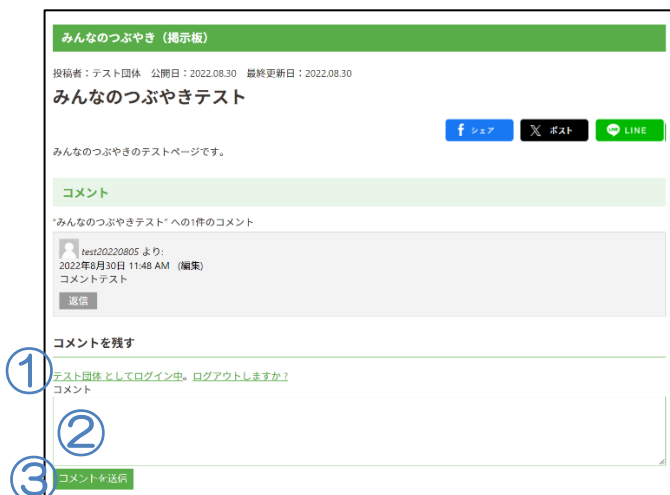 みんなのつぶやき（掲示板）
投稿者：テスト団体　公開日：2022.08.30　最終更新日：2022.08.30
みんなのつぶやきテスト
シェア ポスト LINE
みんなのつぶやきのテストページです。
コメント
“みんなのつぶやきテスト” への1件のコメント
test20220805 より:
2022年8月30日 11:48 AM (編集)
コメントテスト
返信
コメントを残す
①
テスト団体 としてログイン中。ログアウトしますか ?
コメント
②
③ コメントを送信